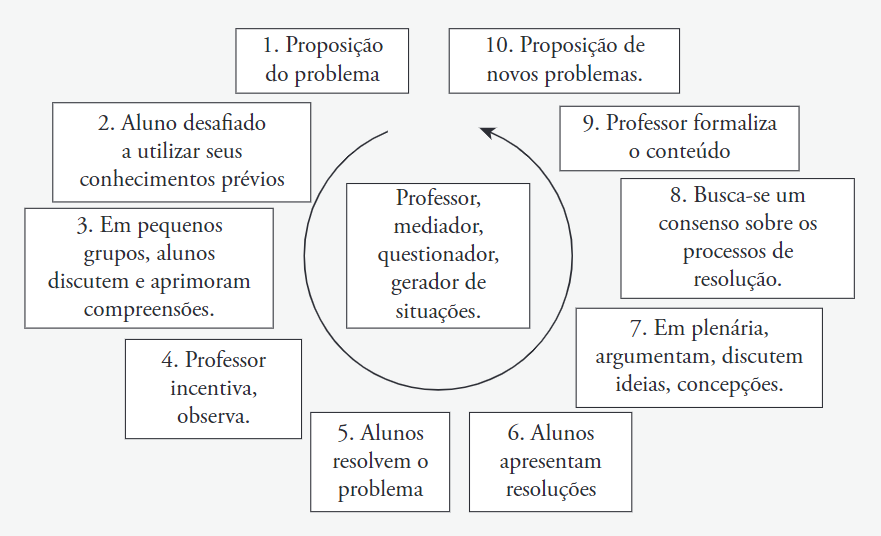 1. Proposição
do problema
2. Aluno desafiado
a utilizar seus
conhecimentos prévios
3. Em pequenos
grupos, alunos
discutem e aprimoram
compreensões.
4. Professor
incentiva,
observa.
5. Alunos
resolvem o
problema
6. Alunos
apresentam
resoluções
7. Em plenária,
argumentam, discutem
ideias, concepções.
8. Busca-se um
consenso sobre os
processos de
resolução.
9. Professor formaliza
o conteúdo
10. Proposição de
novos problemas.
Professor,
mediador,
questionador,
gerador de
situações.